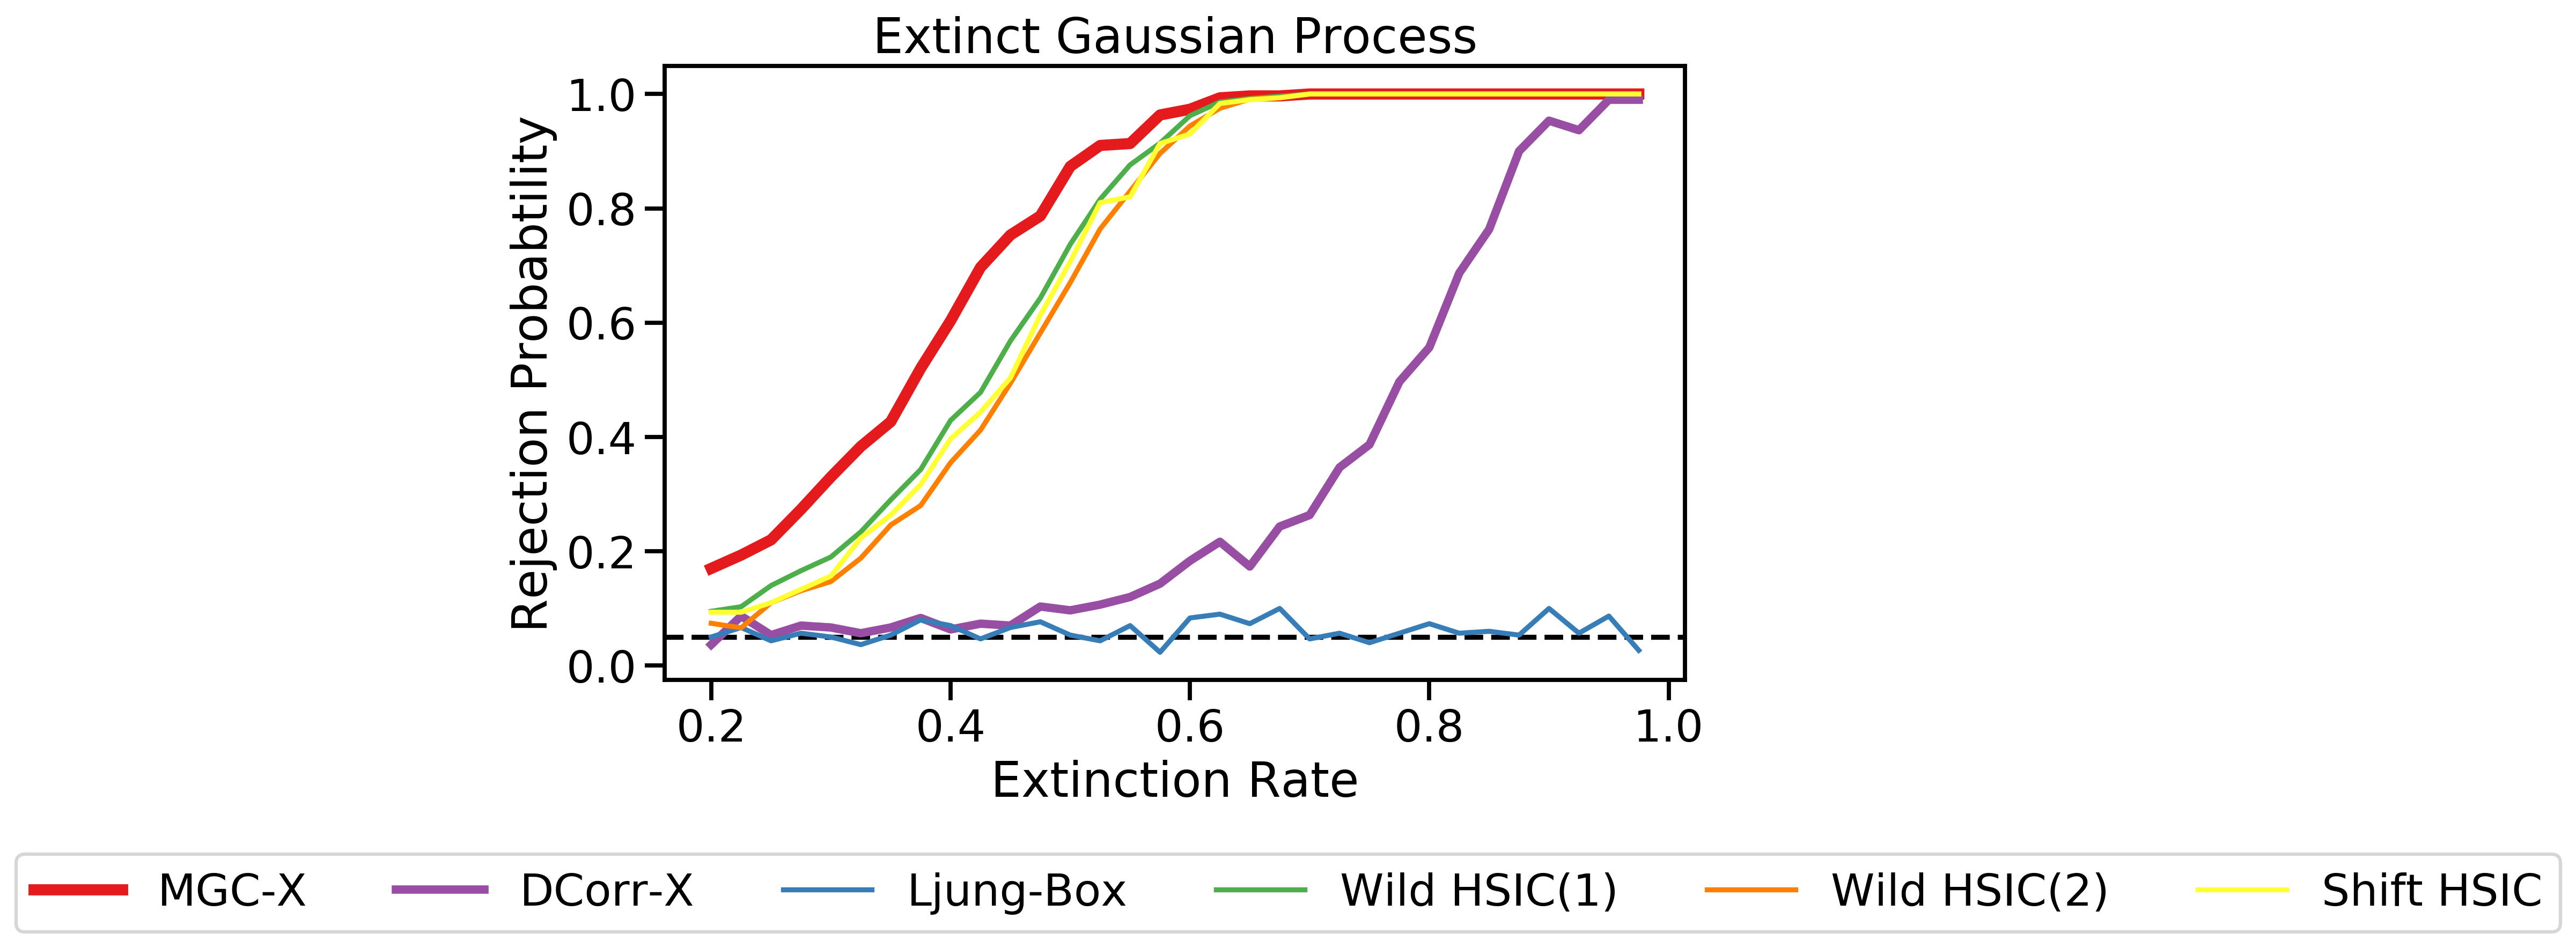 Extinct Gaussian Process
Rejection Probabtility
1.0
0.8
0.6
0.4
0.2
0.0
0.2 0.4 0.6 0.8 1.0
Extinction Rate
MGC-X DCorr-X Ljung-Box Wild HSIC(1) Wild HSIC(2) Shift HSIC